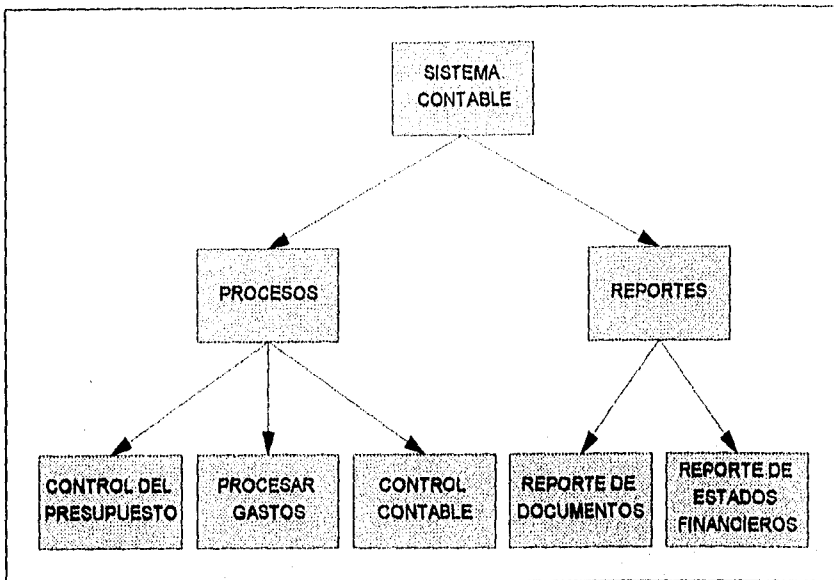 SISTEMA
CONTABLE
PROCESOS
REPORTES
CONTROL DEL
PRESUPUESTO
PROCESAR
GASTOS
CONTROL
CONTABLE
REPORTE DE
DOCUMENTOS
REPORTE DE
ESTADOS
FINANCIEROS